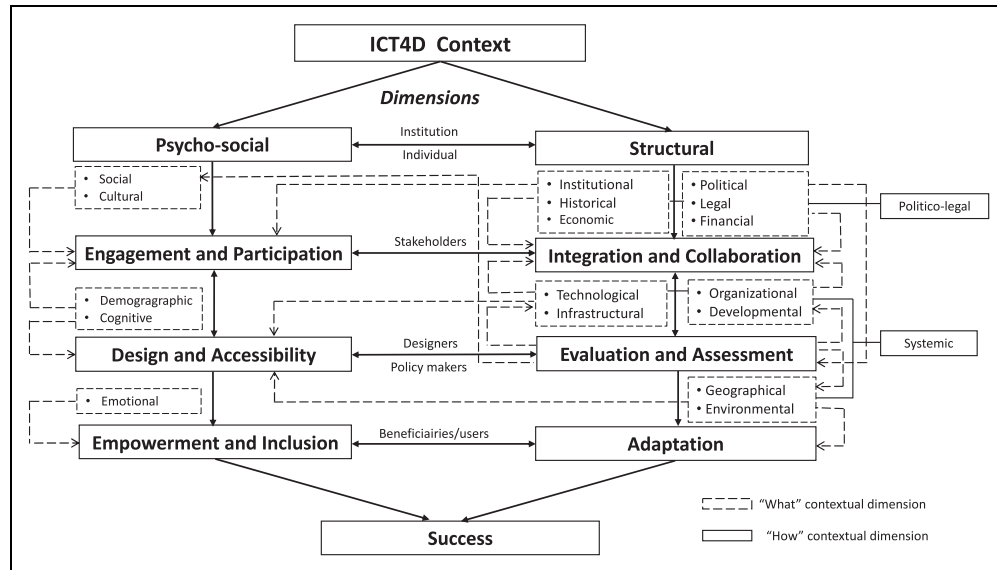 ICT4D Context
Dimensions
Psycho-social
Institution
Individual
Structural
• Social
• Cultural
• Institutional
• Historical
• Economic
• Political
• Legal
• Financial
Politico-legal
Engagement and Participation
Stakeholders
Integration and Collaboration
• Demogragraphic
• Cognitive
• Technological
• Infrastructural
• Organizational
• Developmental
Systemic
Design and Accessibility
Designers
Policy makers
Evaluation and Assessment
• Emotional
• Geographical
• Environmental
Empowerment and Inclusion
Beneficiairies/users
Adaptation
Success
“What” contextual dimension
“How” contextual dimension